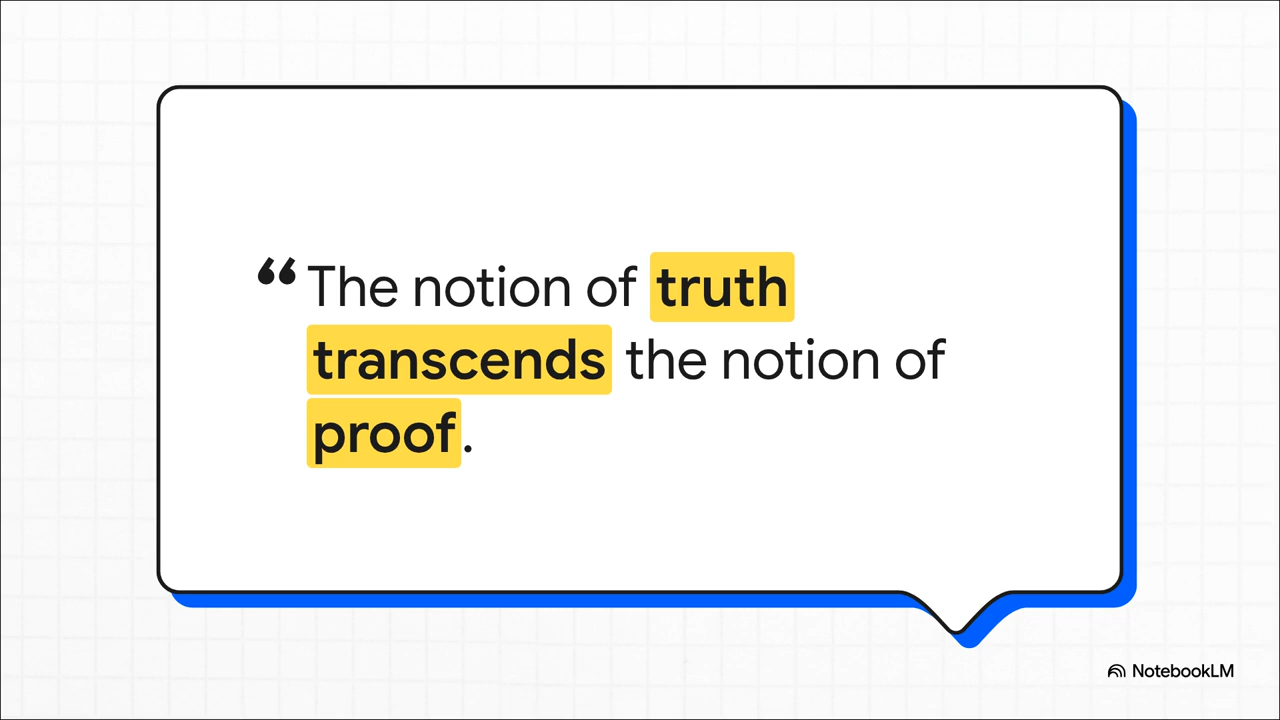 “The notion of truth
transcends the notion of
proof.
NotebookLM